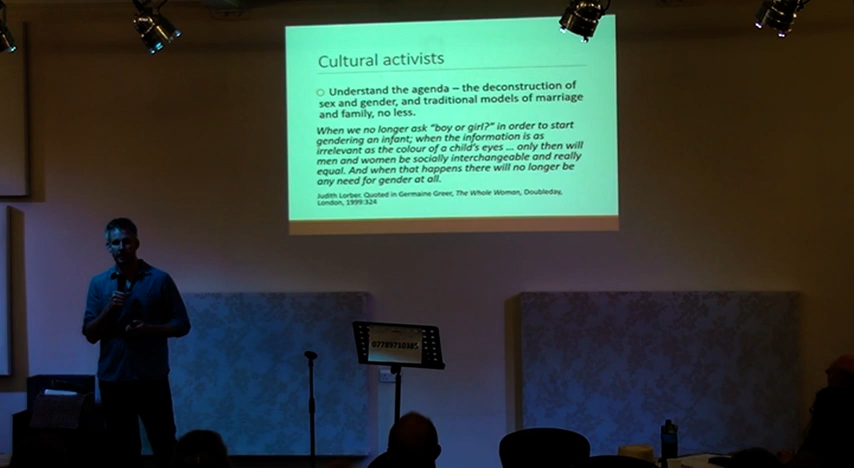 Cultural activists
Understand the agenda – the deconstruction of
sex and gender, and traditional models of marriage
and family, no less.
When we no longer ask "boy or girl?" in order to start
gendering an infant; when the information is as
irrelevant as the colour of a child's eyes ... only then will
men and women be socially interchangeable and really
equal. And when that happens there will no longer be
any need for gender at all.
Judith Lorber. Quoted in Germaine Greer, The Whole Woman, Doubleday,
London, 1999:324
07789710385